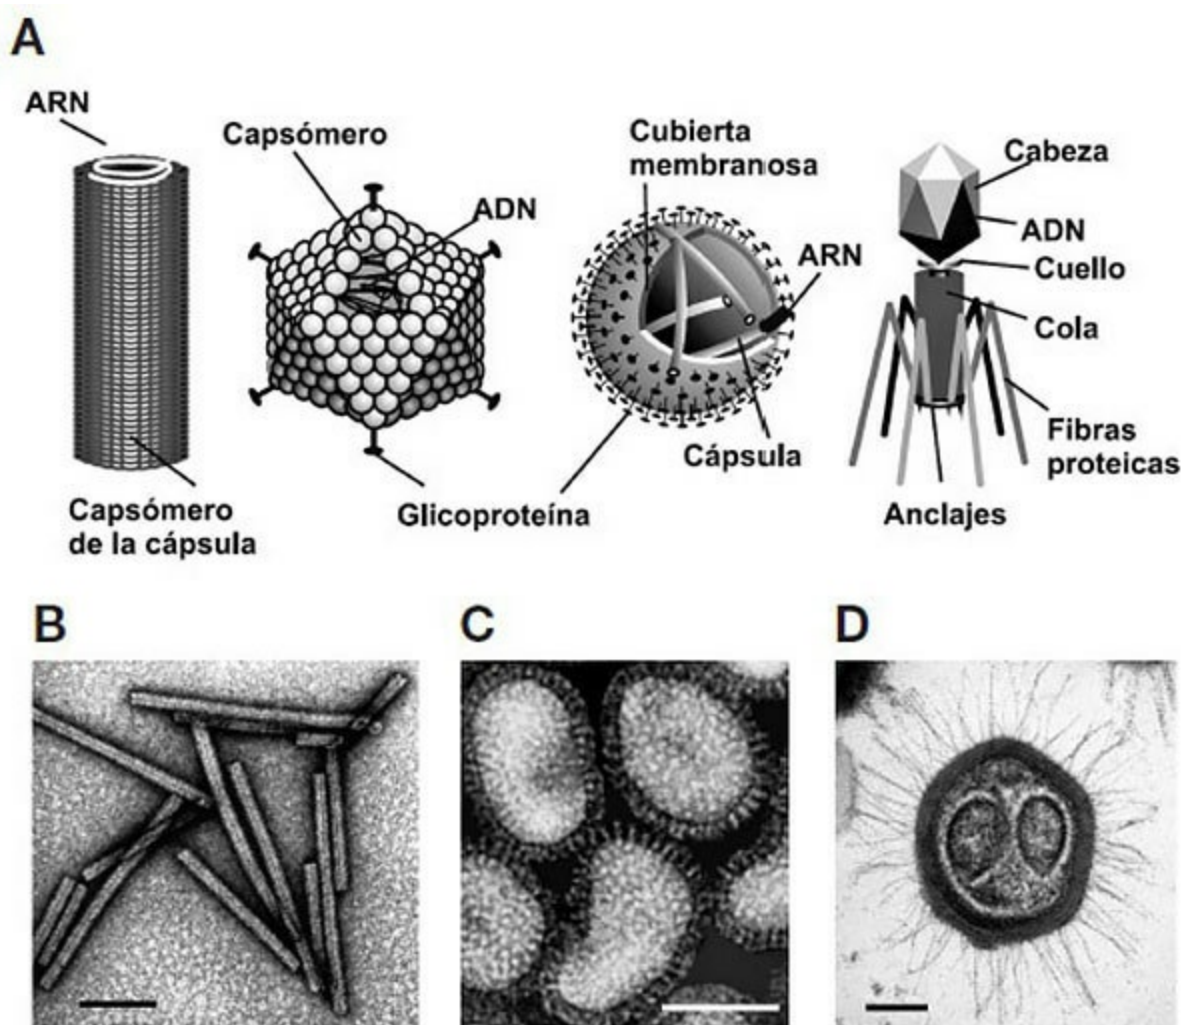 A
ARN
Capsómero
ADN
Cubierta
membranosa
ARN
Cabeza
ADN
Cuello
Cola
Fibras
proteicas
Cápsula
Capsómero
de la cápsula
Glicoproteína
Anclajes
B
C
D